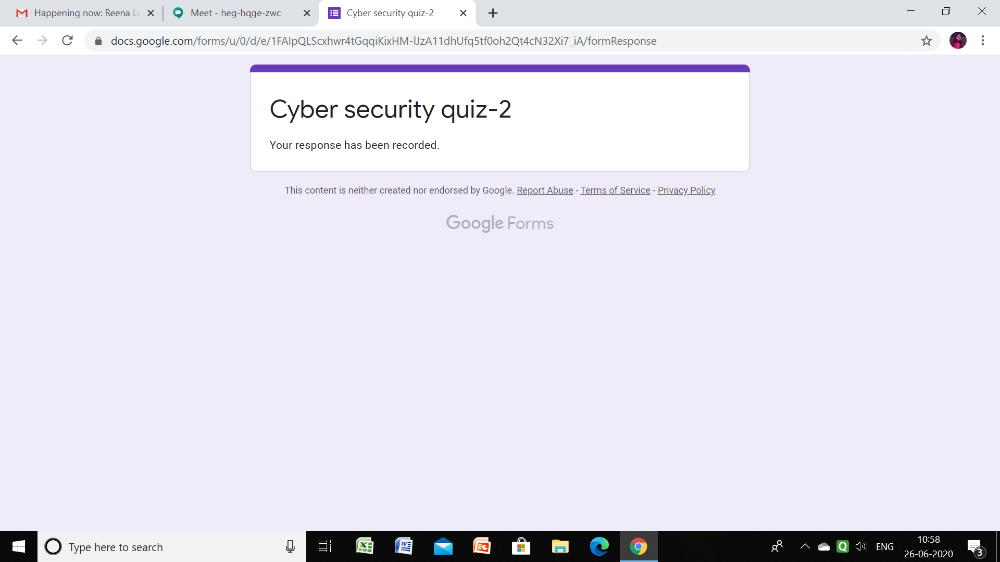 Happening now: Reena Lo
Meet - heg-hqge-zwc
Cyber security quiz-2
docs.google.com/forms/u/0/d/e/1FAIpQLScxhwr4tGqqiKixHM-lJzA11dhUfq5tf0oh2Qt4cN32Xi7_iA/formResponse
Cyber security quiz-2
Your response has been recorded.
This content is neither created nor endorsed by Google. Report Abuse - Terms of Service - Privacy Policy
Google Forms
Type here to search
ENG
10:58
26-06-2020
3